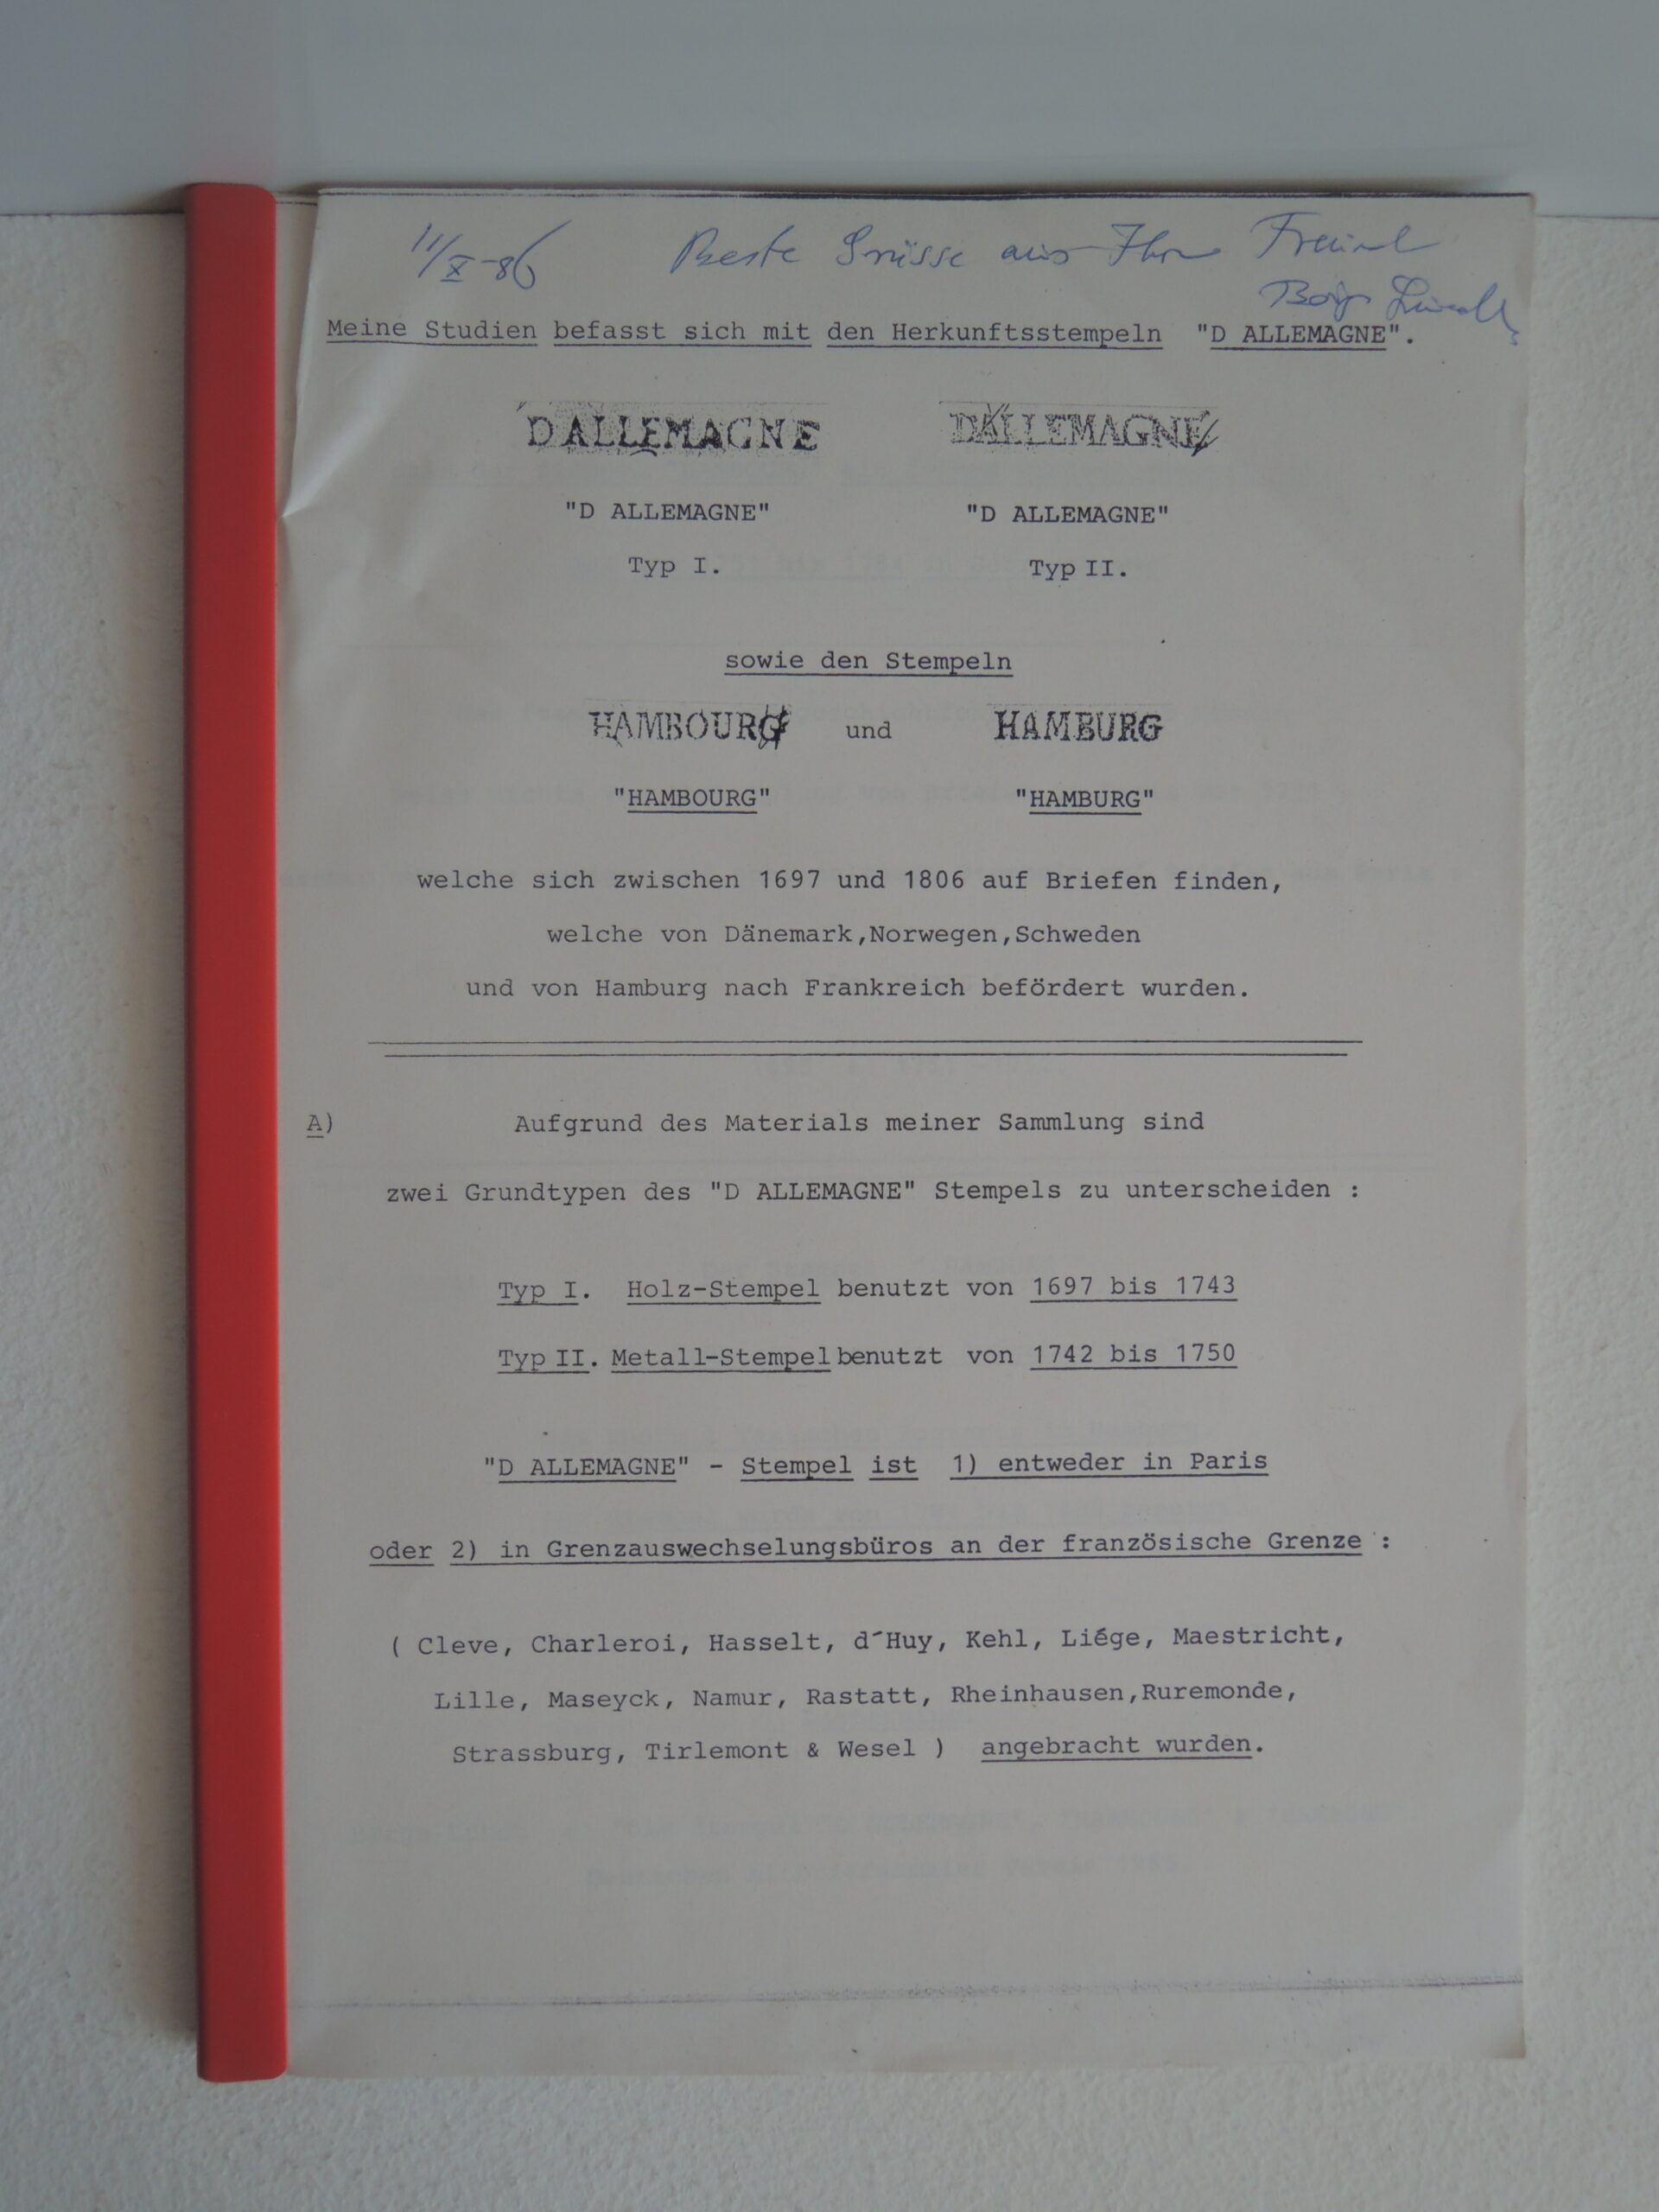 11/X-86 Beste Grüsse aus Ihr Freund
Meine Studien befasst sich mit den Herkunftsstempeln "D ALLEMAGNE".
DALLEMAGNE DALLEMAGNE
"D ALLEMAGNE" "D ALLEMAGNE"
Typ I. Typ II.
sowie den Stempeln
HAMBOURG und HAMBURG
"HAMBOURG" "HAMBURG"
welche sich zwischen 1697 und 1806 auf Briefen finden,
welche von Dänemark,Norwegen,Schweden
und von Hamburg nach Frankreich befördert wurden.
A) Aufgrund des Materials meiner Sammlung sind
zwei Grundtypen des "D ALLEMAGNE" Stempels zu unterscheiden :
Typ I. Holz-Stempel benutzt von 1697 bis 1743
Typ II. Metall-Stempel benutzt von 1742 bis 1750
"D ALLEMAGNE" - Stempel ist 1) entweder in Paris
oder 2) in Grenzauswechselungsbüros an der französische Grenze :
( Cleve, Charleroi, Hasselt, d´Huy, Kehl, Liége, Maestricht,
Lille, Maseyck, Namur, Rastatt, Rheinhausen,Ruremonde,
Strassburg, Tirlemont & Wesel ) angebracht wurden.